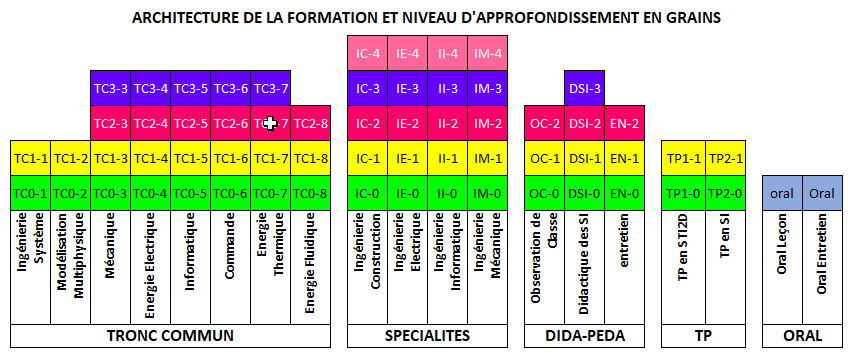 ARCHITECTURE DE LA FORMATION ET NIVEAU D'APPROFONDISSEMENT EN GRAINS
IC-4 IE-4 II-4 IM-4
TC3-3 TC3-4 TC3-5 TC3-6 TC3-7 IC-3 IE-3 II-3 IM-3 DSI-3
TC2-3 TC2-4 TC2-5 TC2-6 TC2-8 IC-2 IE-2 II-2 IM-2 OC-2 DSI-2 EN-2
TC1-1 TC1-2 TC1-3 TC1-4 TC1-5 TC1-6 TC1-7 TC1-8 IC-1 IE-1 II-1 IM-1 OC-1 DSI-1 EN-1 TP1-1 TP2-1
TC0-1 TC0-2 TC0-3 TC0-4 TC0-5 TC0-6 TC0-7 TC0-8 IC-0 IE-0 II-0 IM-0 OC-0 DSI-0 EN-0 TP1-0 TP2-0 oral Oral
Ingénierie
Système
Modélisation
Multiphysique
Mécanique
Energie Electrique
Informatique
Commande
Energie
Thermique
Energie Fluidique
Ingénierie
Construction
Ingénierie
Electrique
Ingénierie
Informatique
Ingénierie
Mécanique
Observation de
Classe
Didactique des SI
entretien
TP en STI2D
TP en SI
Oral Leçon
Oral Entretien
TRONC COMMUN SPECIALITES DIDA-PEDA TP ORAL